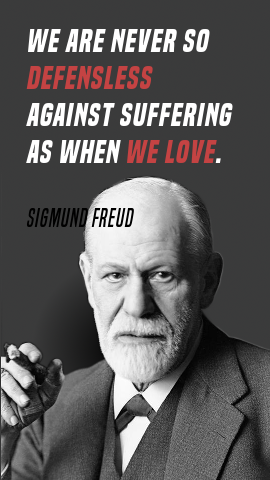 WE ARE NEVER SO
DEFENSLESS
AGAINST SUFFERING
AS WHEN WE LOVE.
SIGMUND FREUD